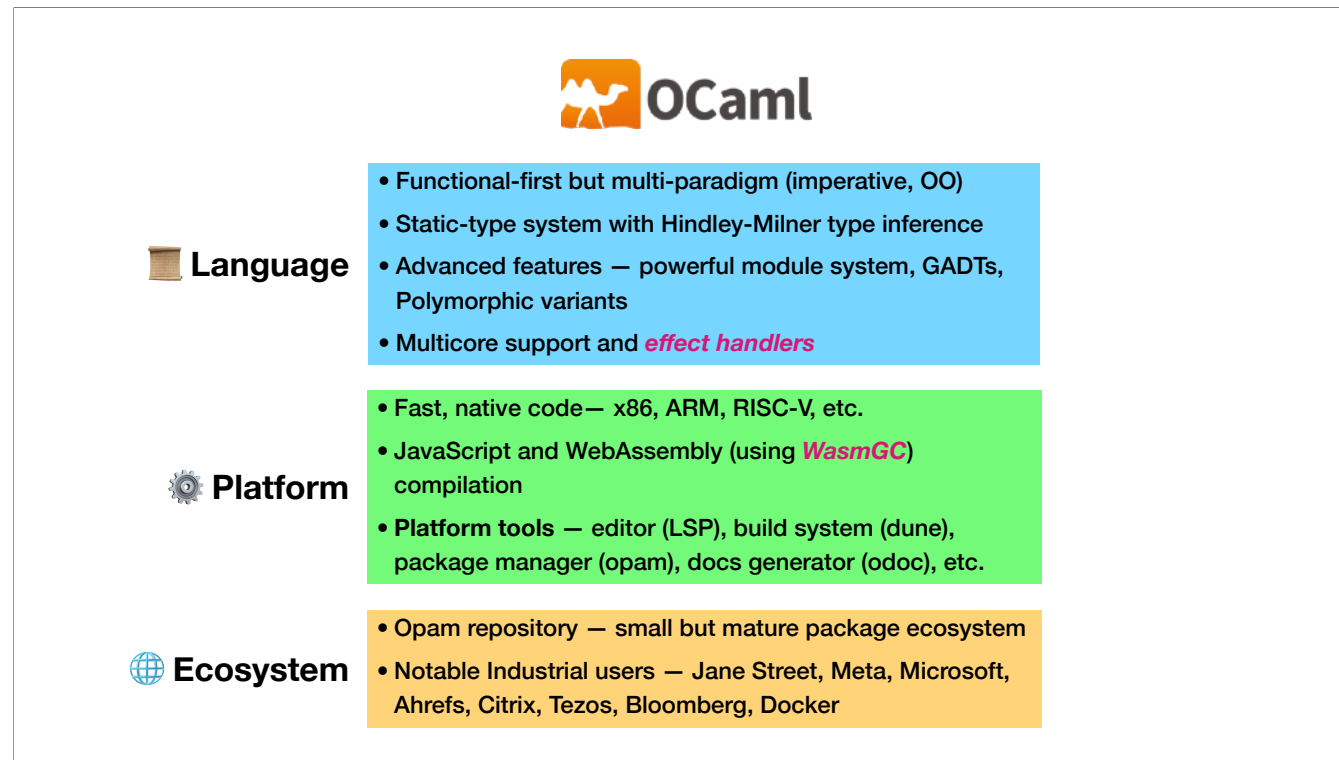 OCaml
Language
• Functional-first but multi-paradigm (imperative, OO)
• Static-type system with Hindley-Milner type inference
• Advanced features — powerful module system, GADTs,
Polymorphic variants
• Multicore support and effect handlers
Platform
• Fast, native code— x86, ARM, RISC-V, etc.
• JavaScript and WebAssembly (using WasmGC)
compilation
• Platform tools — editor (LSP), build system (dune),
package manager (opam), docs generator (odoc), etc.
Ecosystem
• Opam repository — small but mature package ecosystem
• Notable Industrial users — Jane Street, Meta, Microsoft,
Ahrefs, Citrix, Tezos, Bloomberg, Docker